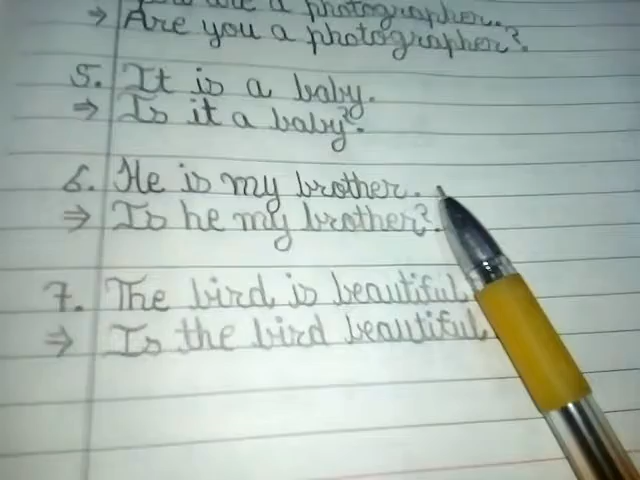 a photographer.
⇒ Are you a photographer?
5. It is a baby.
⇒ Is it a baby?
6. He is my brother.
⇒ Is he my brother?
7. The bird is beautiful
⇒ Is the bird beautiful